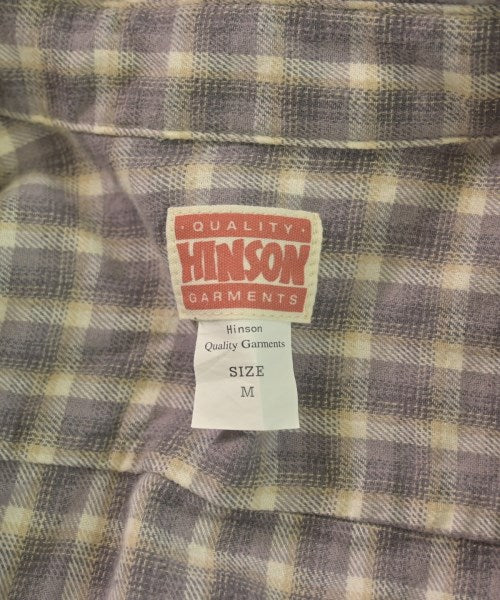 · QUALITY ·
HINSON
GARMENTS
Hinson
Quality Garments
SIZE
M